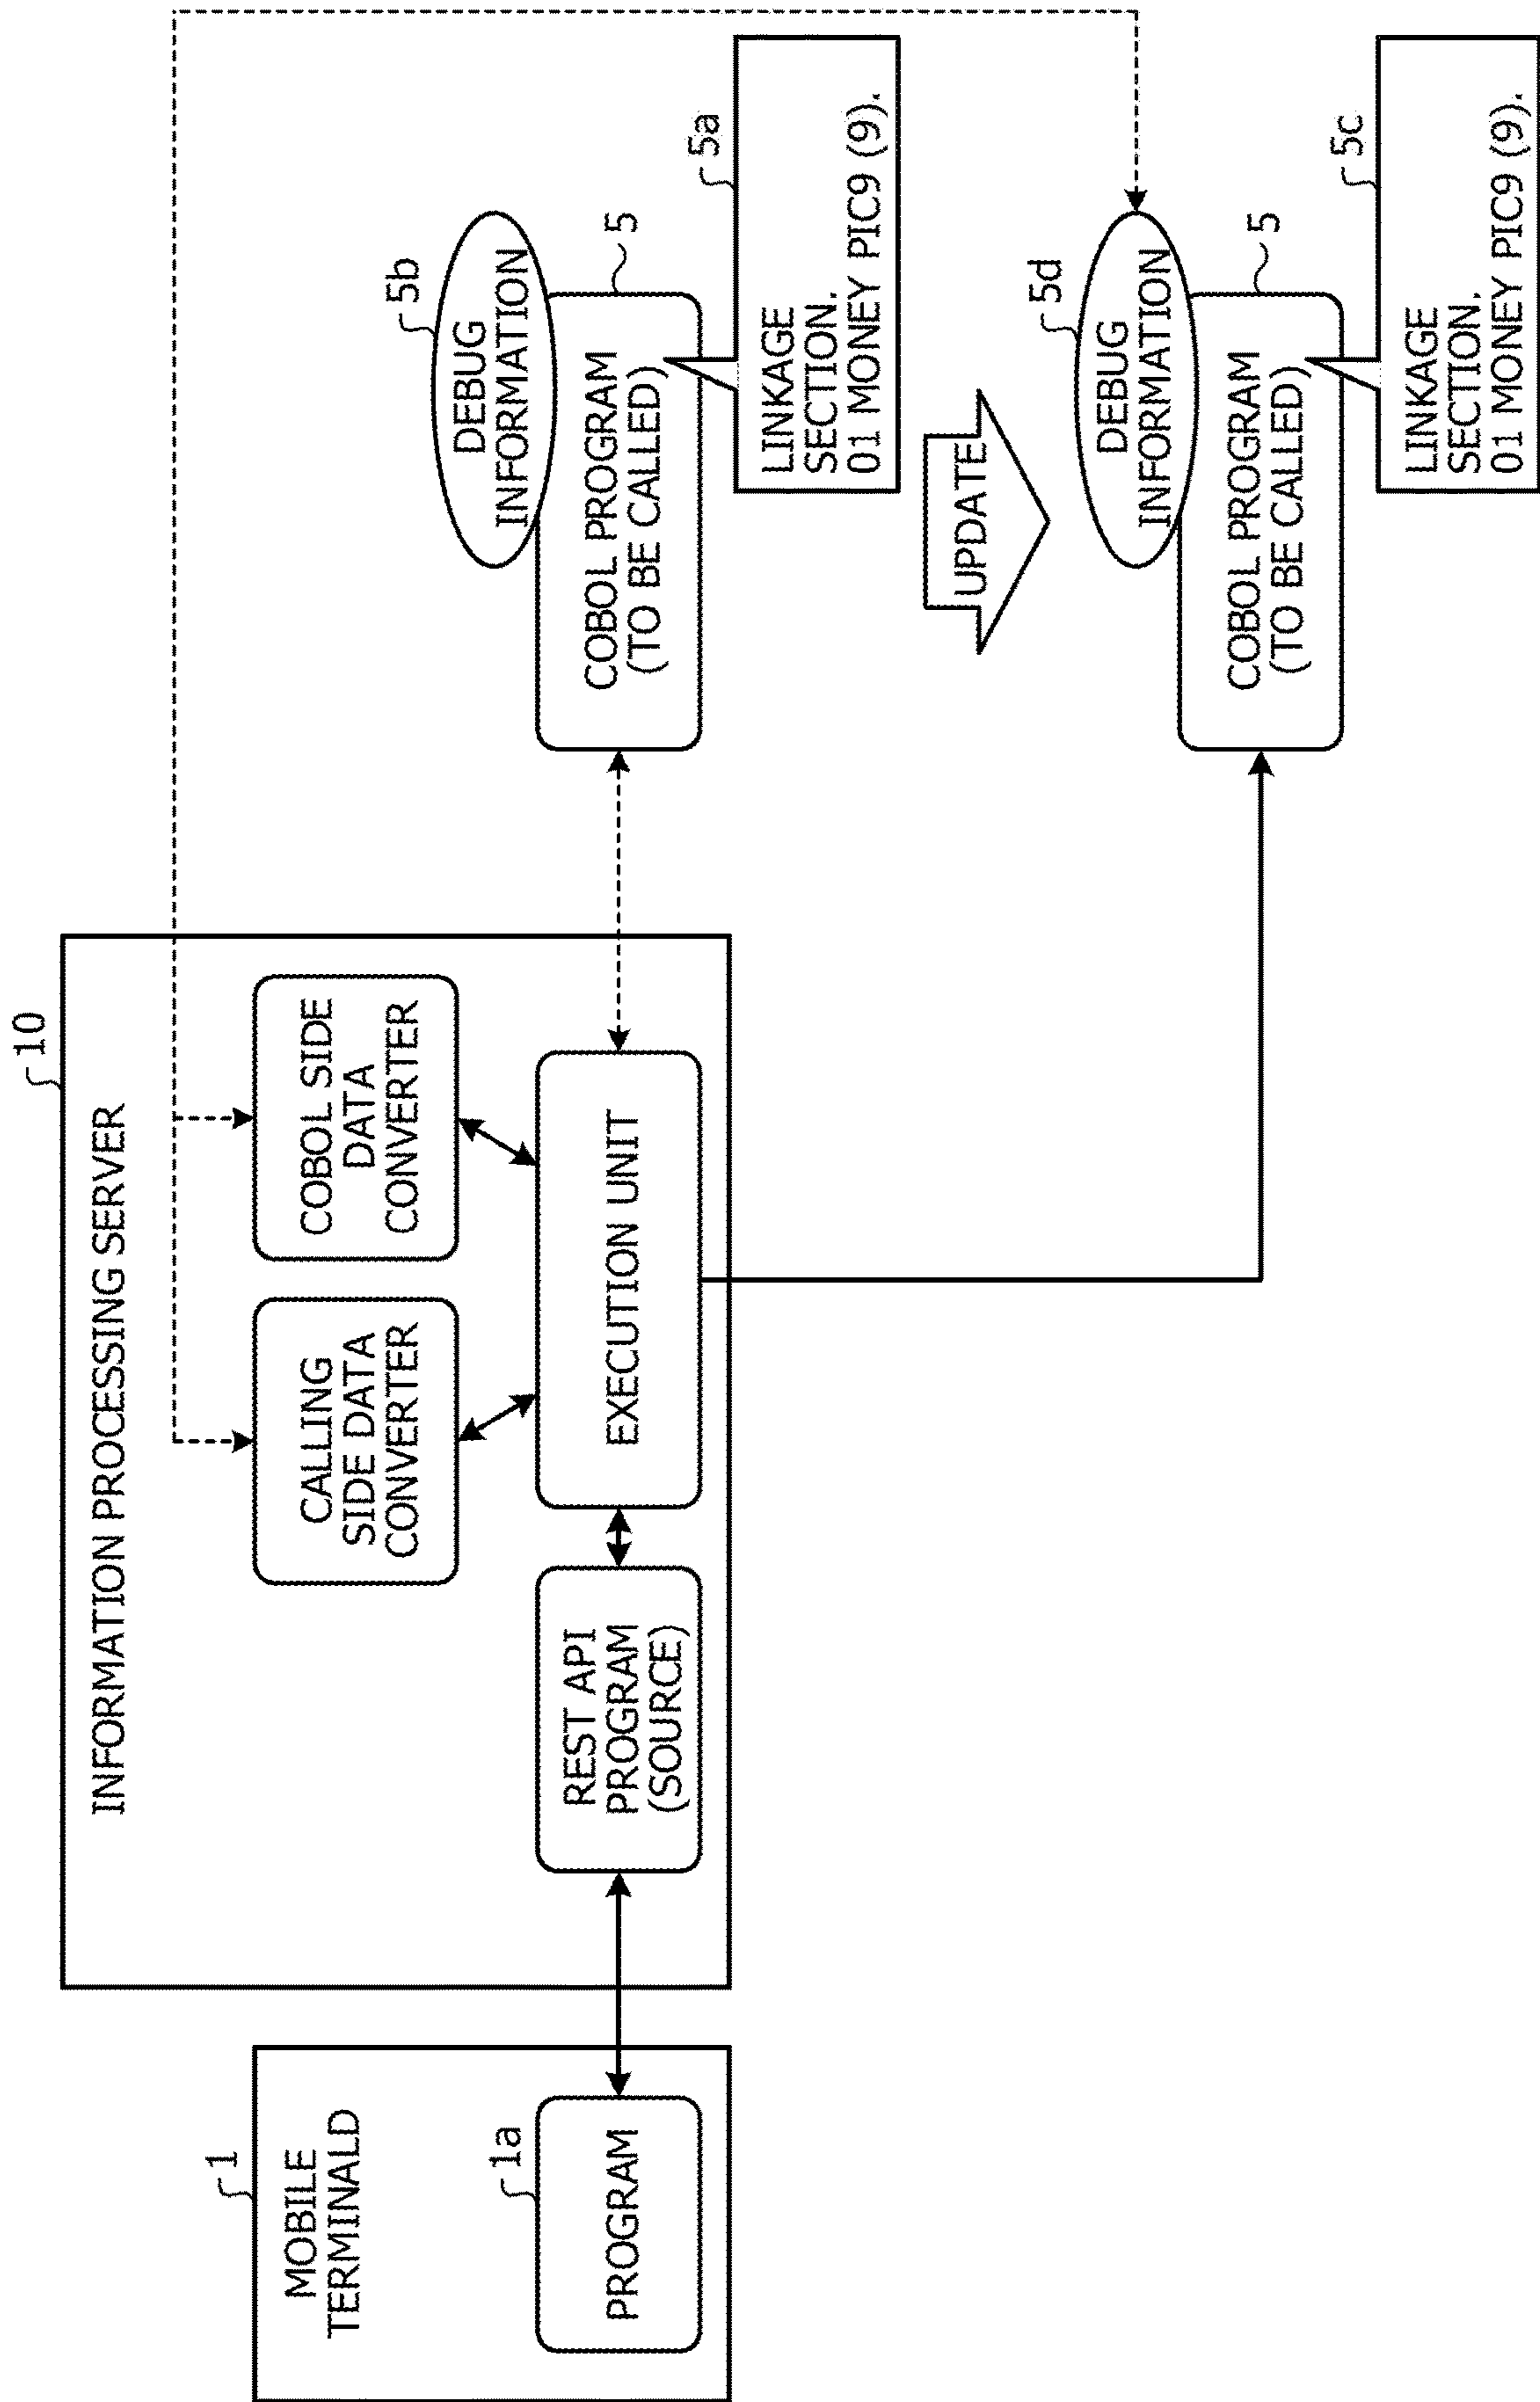 1
MOBILE
TERMINALD
1a
PROGRAM
10
INFORMATION PROCESSING SERVER
CALLING
SIDE DATA
CONVERTER
COBOL SIDE
DATA
CONVERTER
REST API
PROGRAM
(SOURCE)
EXECUTION UNIT
5b
DEBUG
INFORMATION
5
COBOL PROGRAM
(TO BE CALLED)
5a
LINKAGE
SECTION.
01 MONEY PIC9 (9).
UPDATE
5d
DEBUG
INFORMATION
5
COBOL PROGRAM
(TO BE CALLED)
5c
LINKAGE
SECTION.
01 MONEY PIC9 (9).